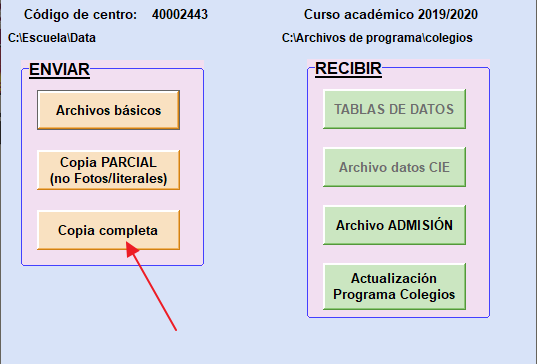 Código de centro: 40002443
Curso académico 2019/2020
C:\Escuela\Data
C:\Archivos de programa\colegios
ENVIAR
Archivos básicos
Copia PARCIAL
(no Fotos/literales)
Copia completa
RECIBIR
TABLAS DE DATOS
Archivo datos CIE
Archivo ADMISIÓN
Actualización
Programa Colegios